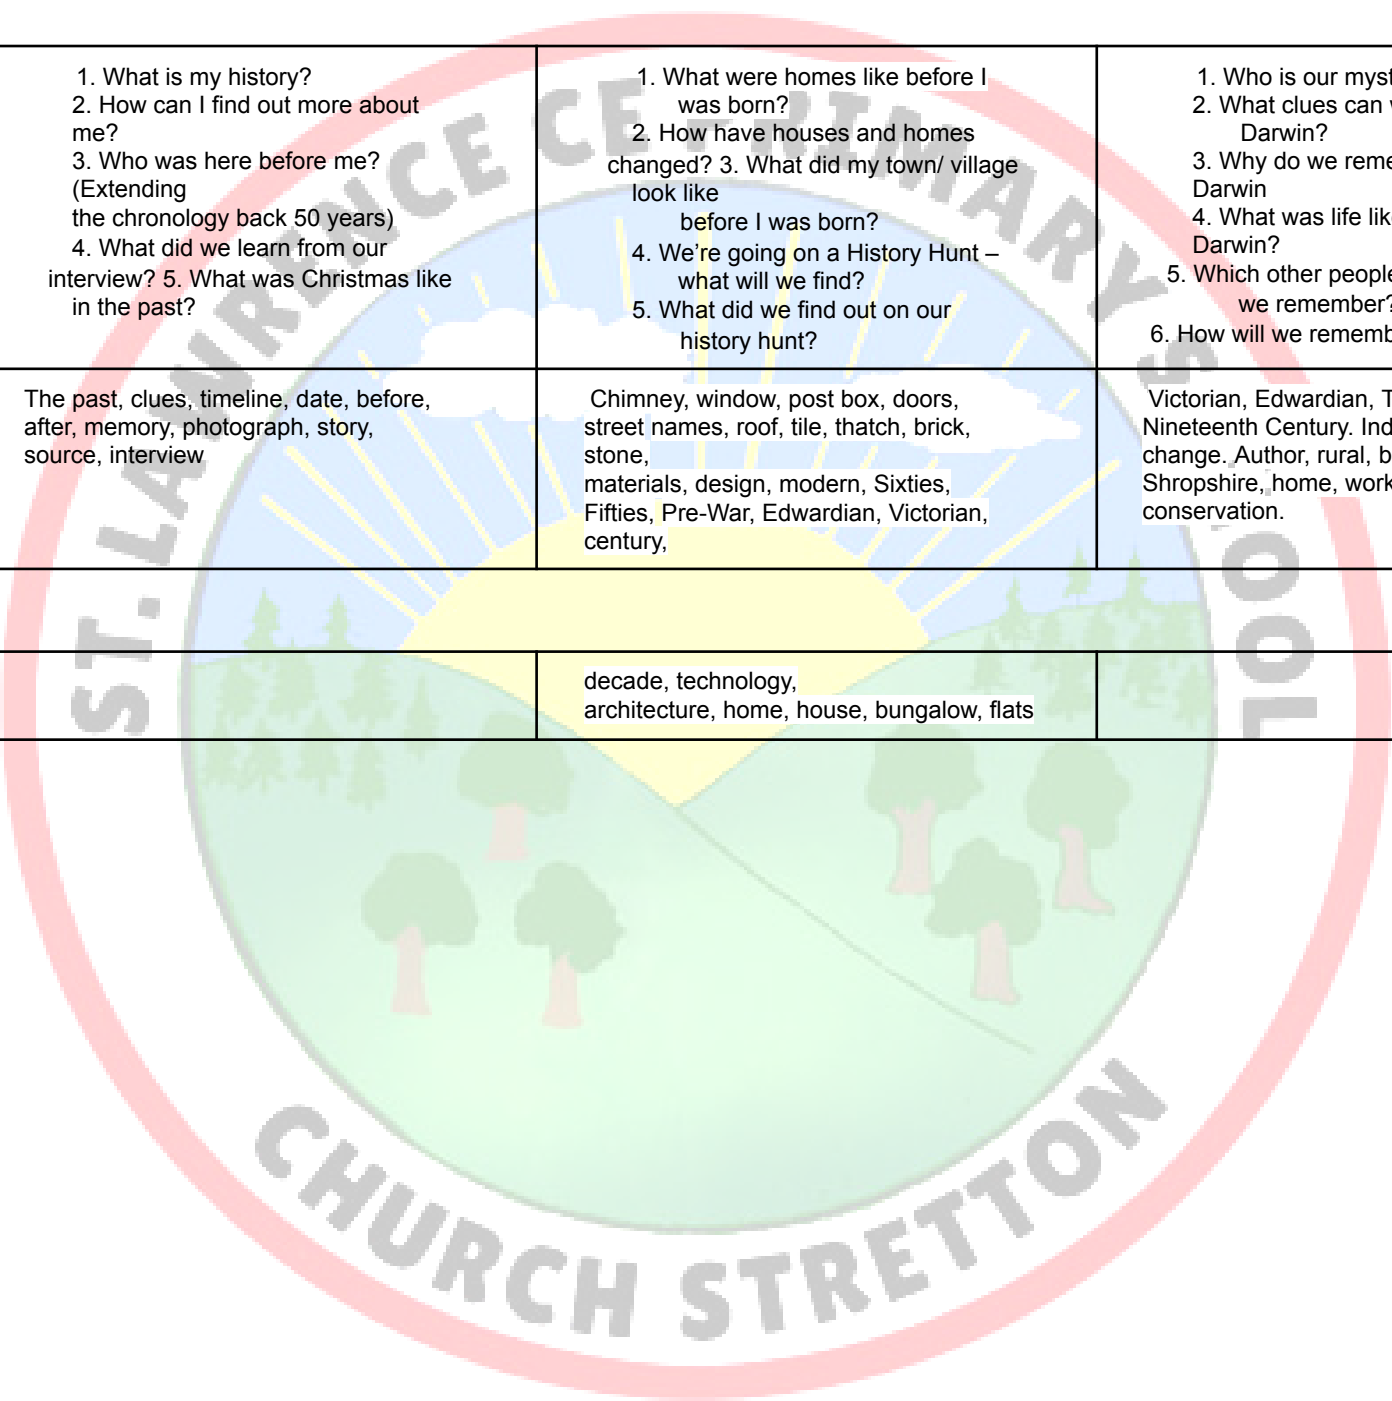 1. What is my history?
2. How can I find out more about
me?
3. Who was here before me?
(Extending
the chronology back 50 years)
4. What did we learn from our
interview? 5. What was Christmas like
in the past?
1. What were homes like before I
was born?
2. How have houses and homes
changed? 3. What did my town/ village
look like
before I was born?
4. We're going on a History Hunt –
what will we find?
5. What did we find out on our
history hunt?
1. Who is our
2. What clues can
Darwin?
3. Why do we
Darwin
4. What was life
Darwin?
5. Which other people
we remember?
6. How will we
The past, clues, timeline, date, before,
after, memory, photograph, story,
source, interview
Chimney, window, post box, doors,
street names, roof, tile, thatch, brick,
stone,
materials, design, modern, Sixties,
Fifties, Pre-War, Edwardian, Victorian,
century,
Victorian, Edwardian,
Nineteenth Century.
change. Author, rural,
Shropshire, home,
conservation.
decade, technology,
architecture, home, house, bungalow, flats
ST. LAWRENCE CE PRIMARY
CHURCH STRETTON